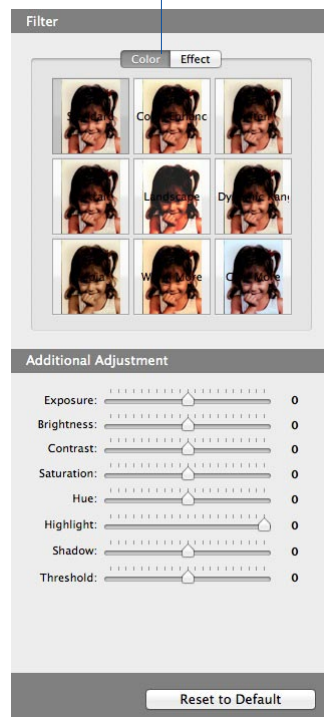 Filter
Color Effect
Landscape
Additional Adjustment
Exposure: 0
Brightness: 0
Contrast: 0
Saturation: 0
Hue: 0
Highlight: 0
Shadow: 0
Threshold: 0
Reset to Default